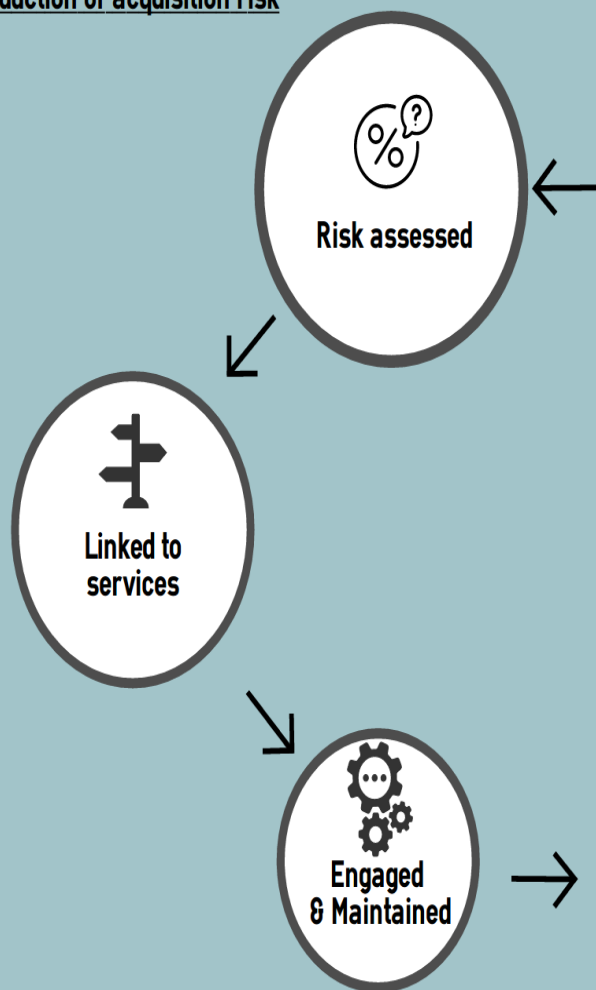 of acquisition risk
%
?
Risk assessed
Linked to
services
Engaged
& Maintained